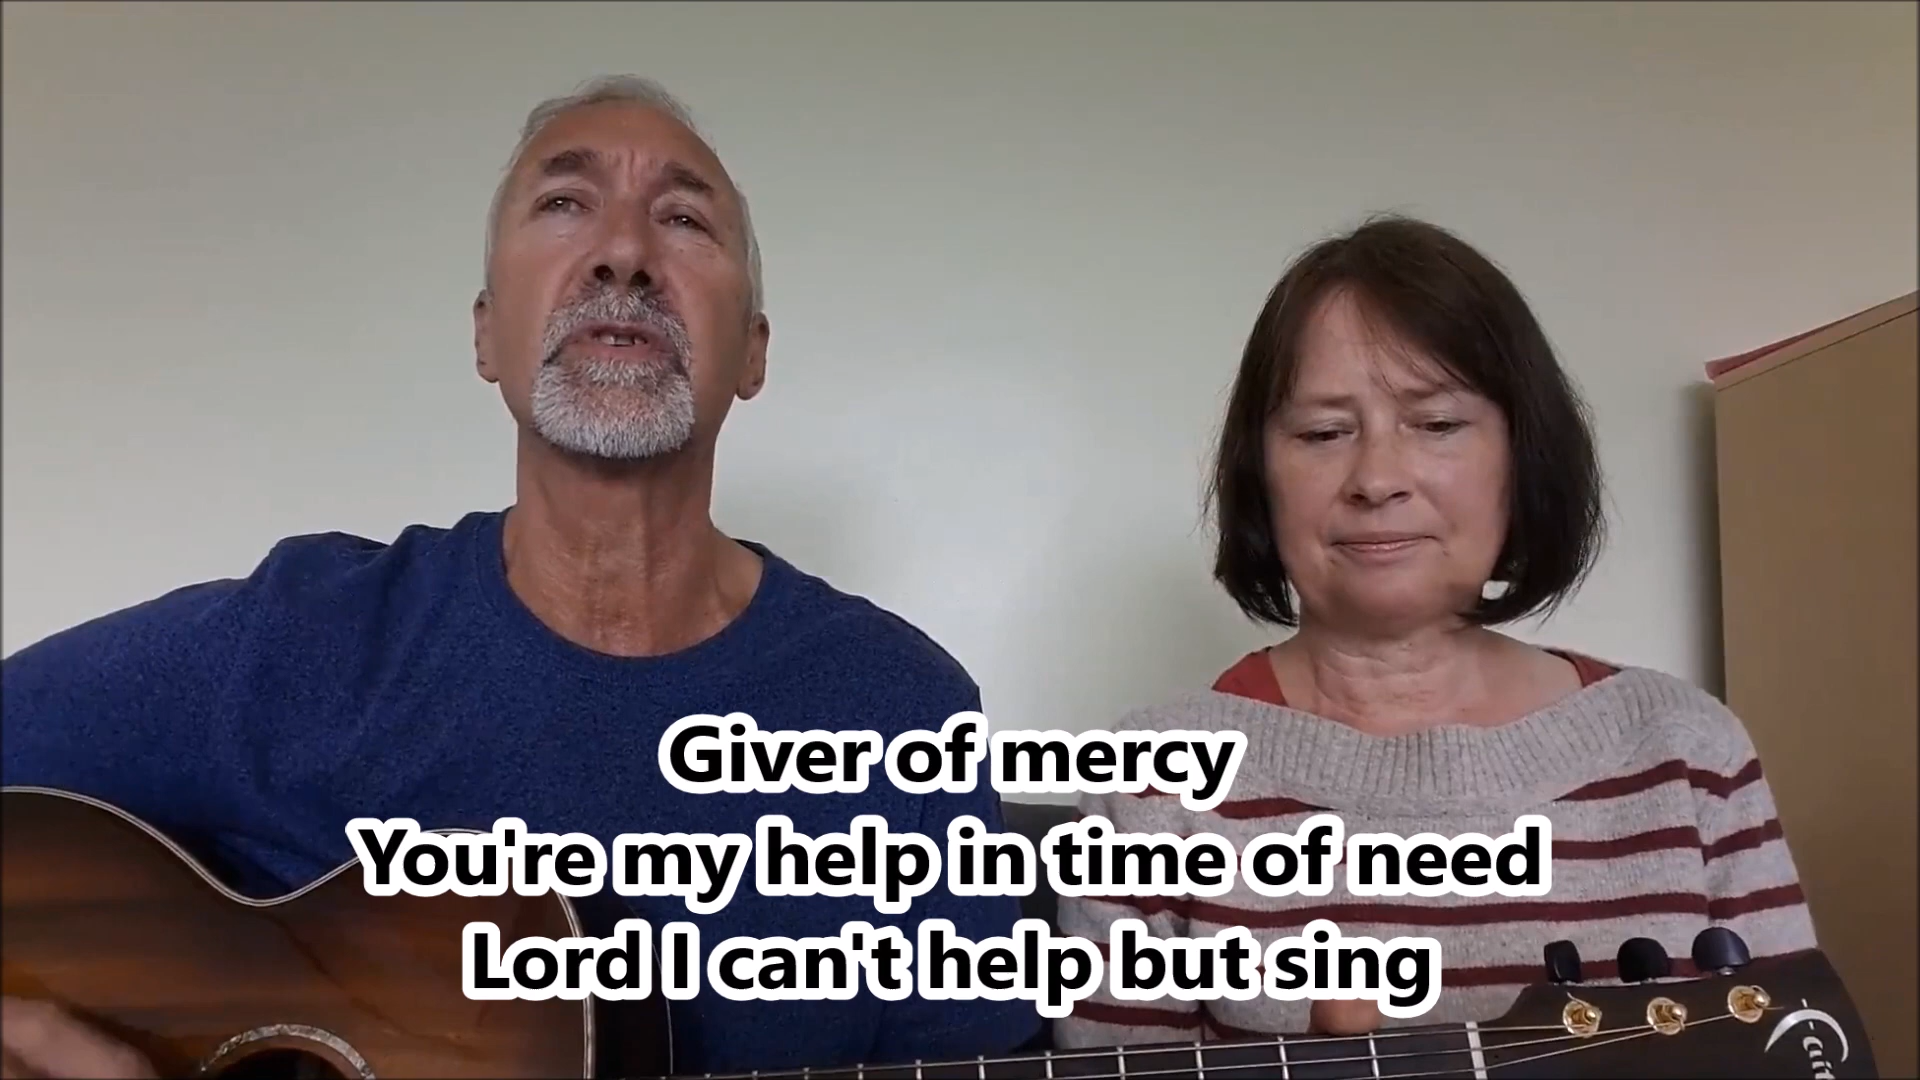 Giver of mercy
You're my help in time of need
Lord I can't help but sing